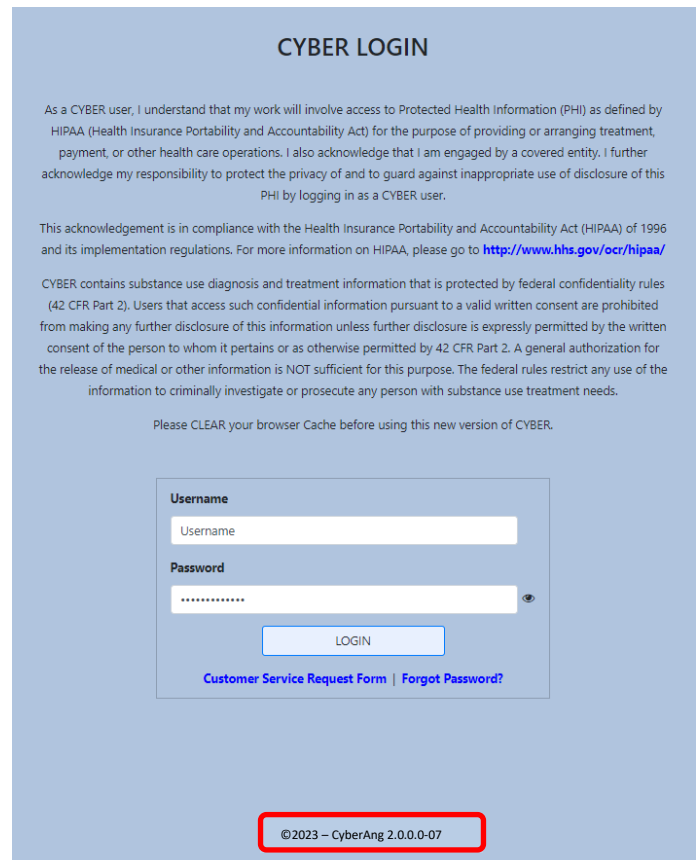 CYBER LOGIN
As a CYBER user, I understand that my work will involve access to Protected Health Information (PHI) as defined by
HIPAA (Health Insurance Portability and Accountability Act) for the purpose of providing or arranging treatment,
payment, or other health care operations. I also acknowledge that I am engaged by a covered entity. I further
acknowledge my responsibility to protect the privacy of and to guard against inappropriate use of disclosure of this
PHI by logging in as a CYBER user.
This acknowledgement is in compliance with the Health Insurance Portability and Accountability Act (HIPAA) of 1996
and its implementation regulations. For more information on HIPAA, please go to http://www.hhs.gov/ocr/hipaa/
CYBER contains substance use diagnosis and treatment information that is protected by federal confidentiality rules
(42 CFR Part 2). Users that access such confidential information pursuant to a valid written consent are prohibited
from making any further disclosure of this information unless further disclosure is expressly permitted by the written
consent of the person to whom it pertains or as otherwise permitted by 42 CFR Part 2. A general authorization for
the release of medical or other information is NOT sufficient for this purpose. The federal rules restrict any use of the
information to criminally investigate or prosecute any person with substance use treatment needs.
Please CLEAR your browser Cache before using this new version of CYBER.
Username
Username
Password
•••••••••••••
LOGIN
Customer Service Request Form | Forgot Password?
©2023 – CyberAng 2.0.0.0-07